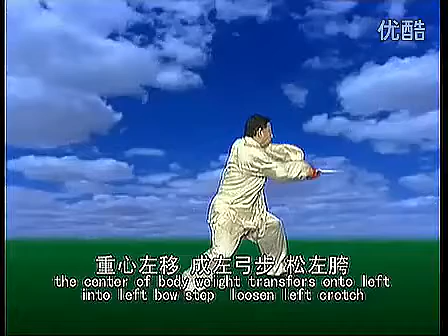 优酷
重心左移 成左弓步 松左胯
the center of body weight transfers onto left
into left bow step loosen left crotch